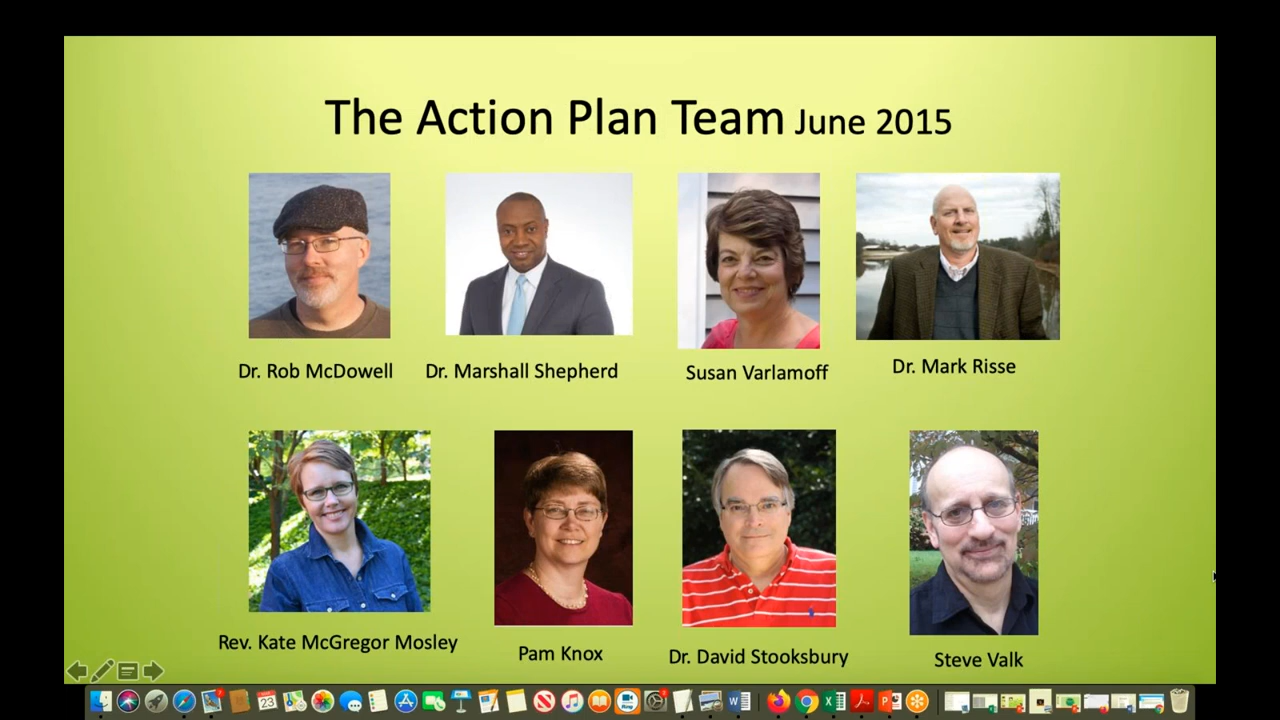 The Action Plan Team June 2015
Dr. Rob McDowell
Dr. Marshall Shepherd
Susan Varlamoff
Dr. Mark Risse
Rev. Kate McGregor Mosley
Pam Knox
Dr. David Stooksbury
Steve Valk
23